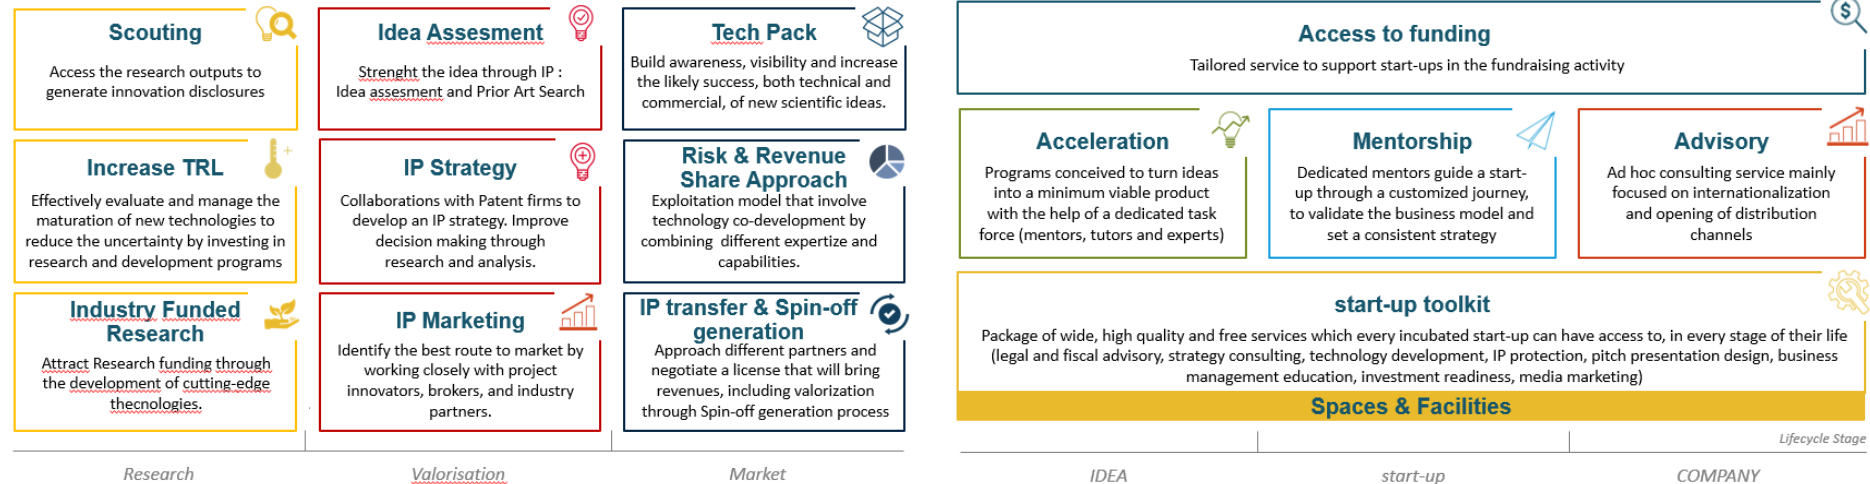 Scouting
Access the research outputs to
generate innovation disclosures
Idea Assesment
Strenght the idea through IP :
Idea assesment and Prior Art Search
Tech Pack
Build awareness, visibility and increase
the likely success, both technical and
commercial, of new scientific ideas.
Increase TRL
Effectively evaluate and manage the
maturation of new technologies to
reduce the uncertainty by investing in
research and development programs
IP Strategy
Collaborations with Patent firms to
develop an IP strategy. Improve
decision making through
research and analysis.
Risk & Revenue
Share Approach
Exploitation model that involve
technology co-development by
combining different expertize and
capabilities.
Industry Funded
Research
Attract Research funding through
the development of cutting-edge
thecnologies.
IP Marketing
Identify the best route to market by
working closely with project
innovators, brokers, and industry
partners.
IP transfer & Spin-off
generation
Approach different partners and
negotiate a license that will bring
revenues, including valorization
through Spin-off generation process
Research
Valorisation
Market
Access to funding
$
Tailored service to support start-ups in the fundraising activity
Acceleration
Programs conceived to turn ideas
into a minimum viable product
with the help of a dedicated task
force (mentors, tutors and experts)
Mentorship
Dedicated mentors guide a start-
up through a customized journey,
to validate the business model and
set a consistent strategy
Advisory
Ad hoc consulting service mainly
focused on internationalization
and opening of distribution
channels
start-up toolkit
Package of wide, high quality and free services which every incubated start-up can have access to, in every stage of their life
(legal and fiscal advisory, strategy consulting, technology development, IP protection, pitch presentation design, business
management education, investment readiness, media marketing)
Spaces & Facilities
Lifecycle Stage
IDEA
start-up
COMPANY